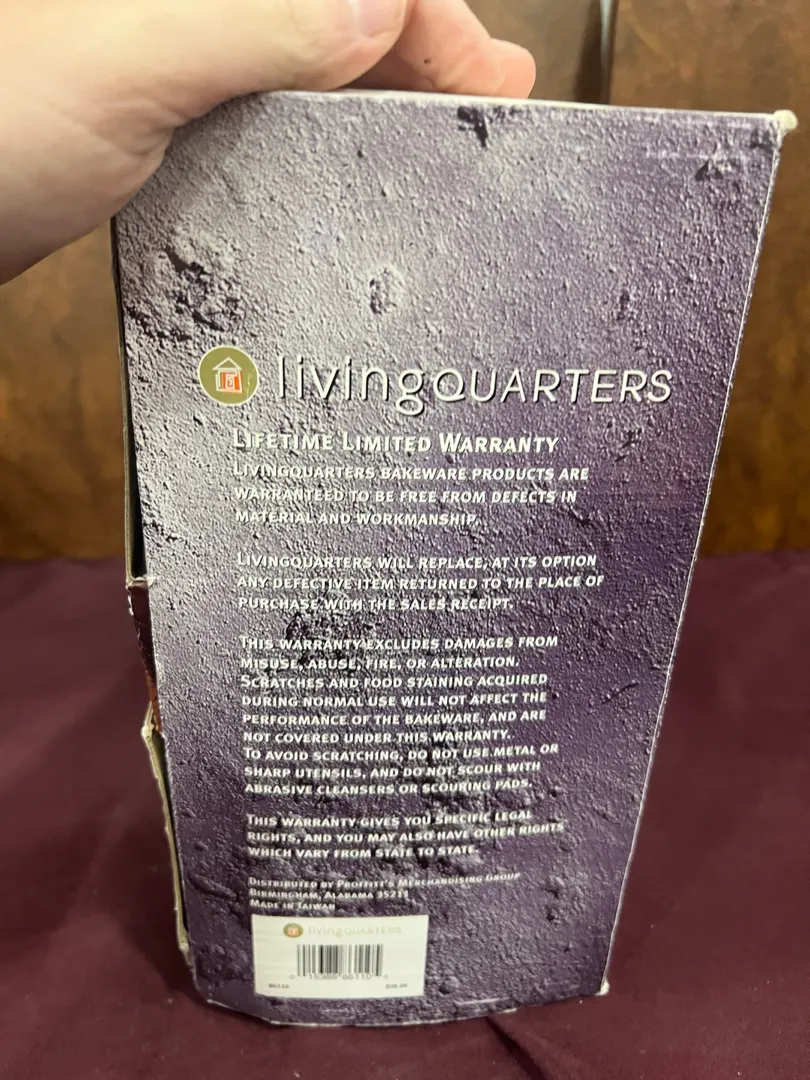 livingQUARTERS
LIFETIME LIMITED WARRANTY
LIVINGQUARTERS BAKEWARE PRODUCTS ARE
WARRANTEED TO BE FREE FROM DEFECTS IN
MATERIAL AND WORKMANSHIP.
LIVINGQUARTERS WILL REPLACE, AT ITS OPTION
ANY DEFECTIVE ITEM RETURNED TO THE PLACE OF
PURCHASE WITH THE SALES RECEIPT.
THIS WARRANTY EXCLUDES DAMAGES FROM
MISUSE, ABUSE, FIRE, OR ALTERATION.
SCRATCHES AND FOOD STAINING ACQUIRED
DURING NORMAL USE WILL NOT AFFECT THE
PERFORMANCE OF THE BAKEWARE, AND ARE
NOT COVERED UNDER THIS WARRANTY.
TO AVOID SCRATCHING, DO NOT USE METAL OR
SHARP UTENSILS, AND DO NOT SCOUR WITH
ABRASIVE CLEANSERS OR SCOURING PADS.
THIS WARRANTY GIVES YOU SPECIFIC LEGAL
RIGHTS, AND YOU MAY ALSO HAVE OTHER RIGHTS
WHICH VARY FROM STATE TO STATE.
DISTRIBUTED BY PROFFITT'S MERCHANDISING GROUP
BIRMINGHAM, ALABAMA 35211
MADE IN TAIWAN
livingQUARTERS